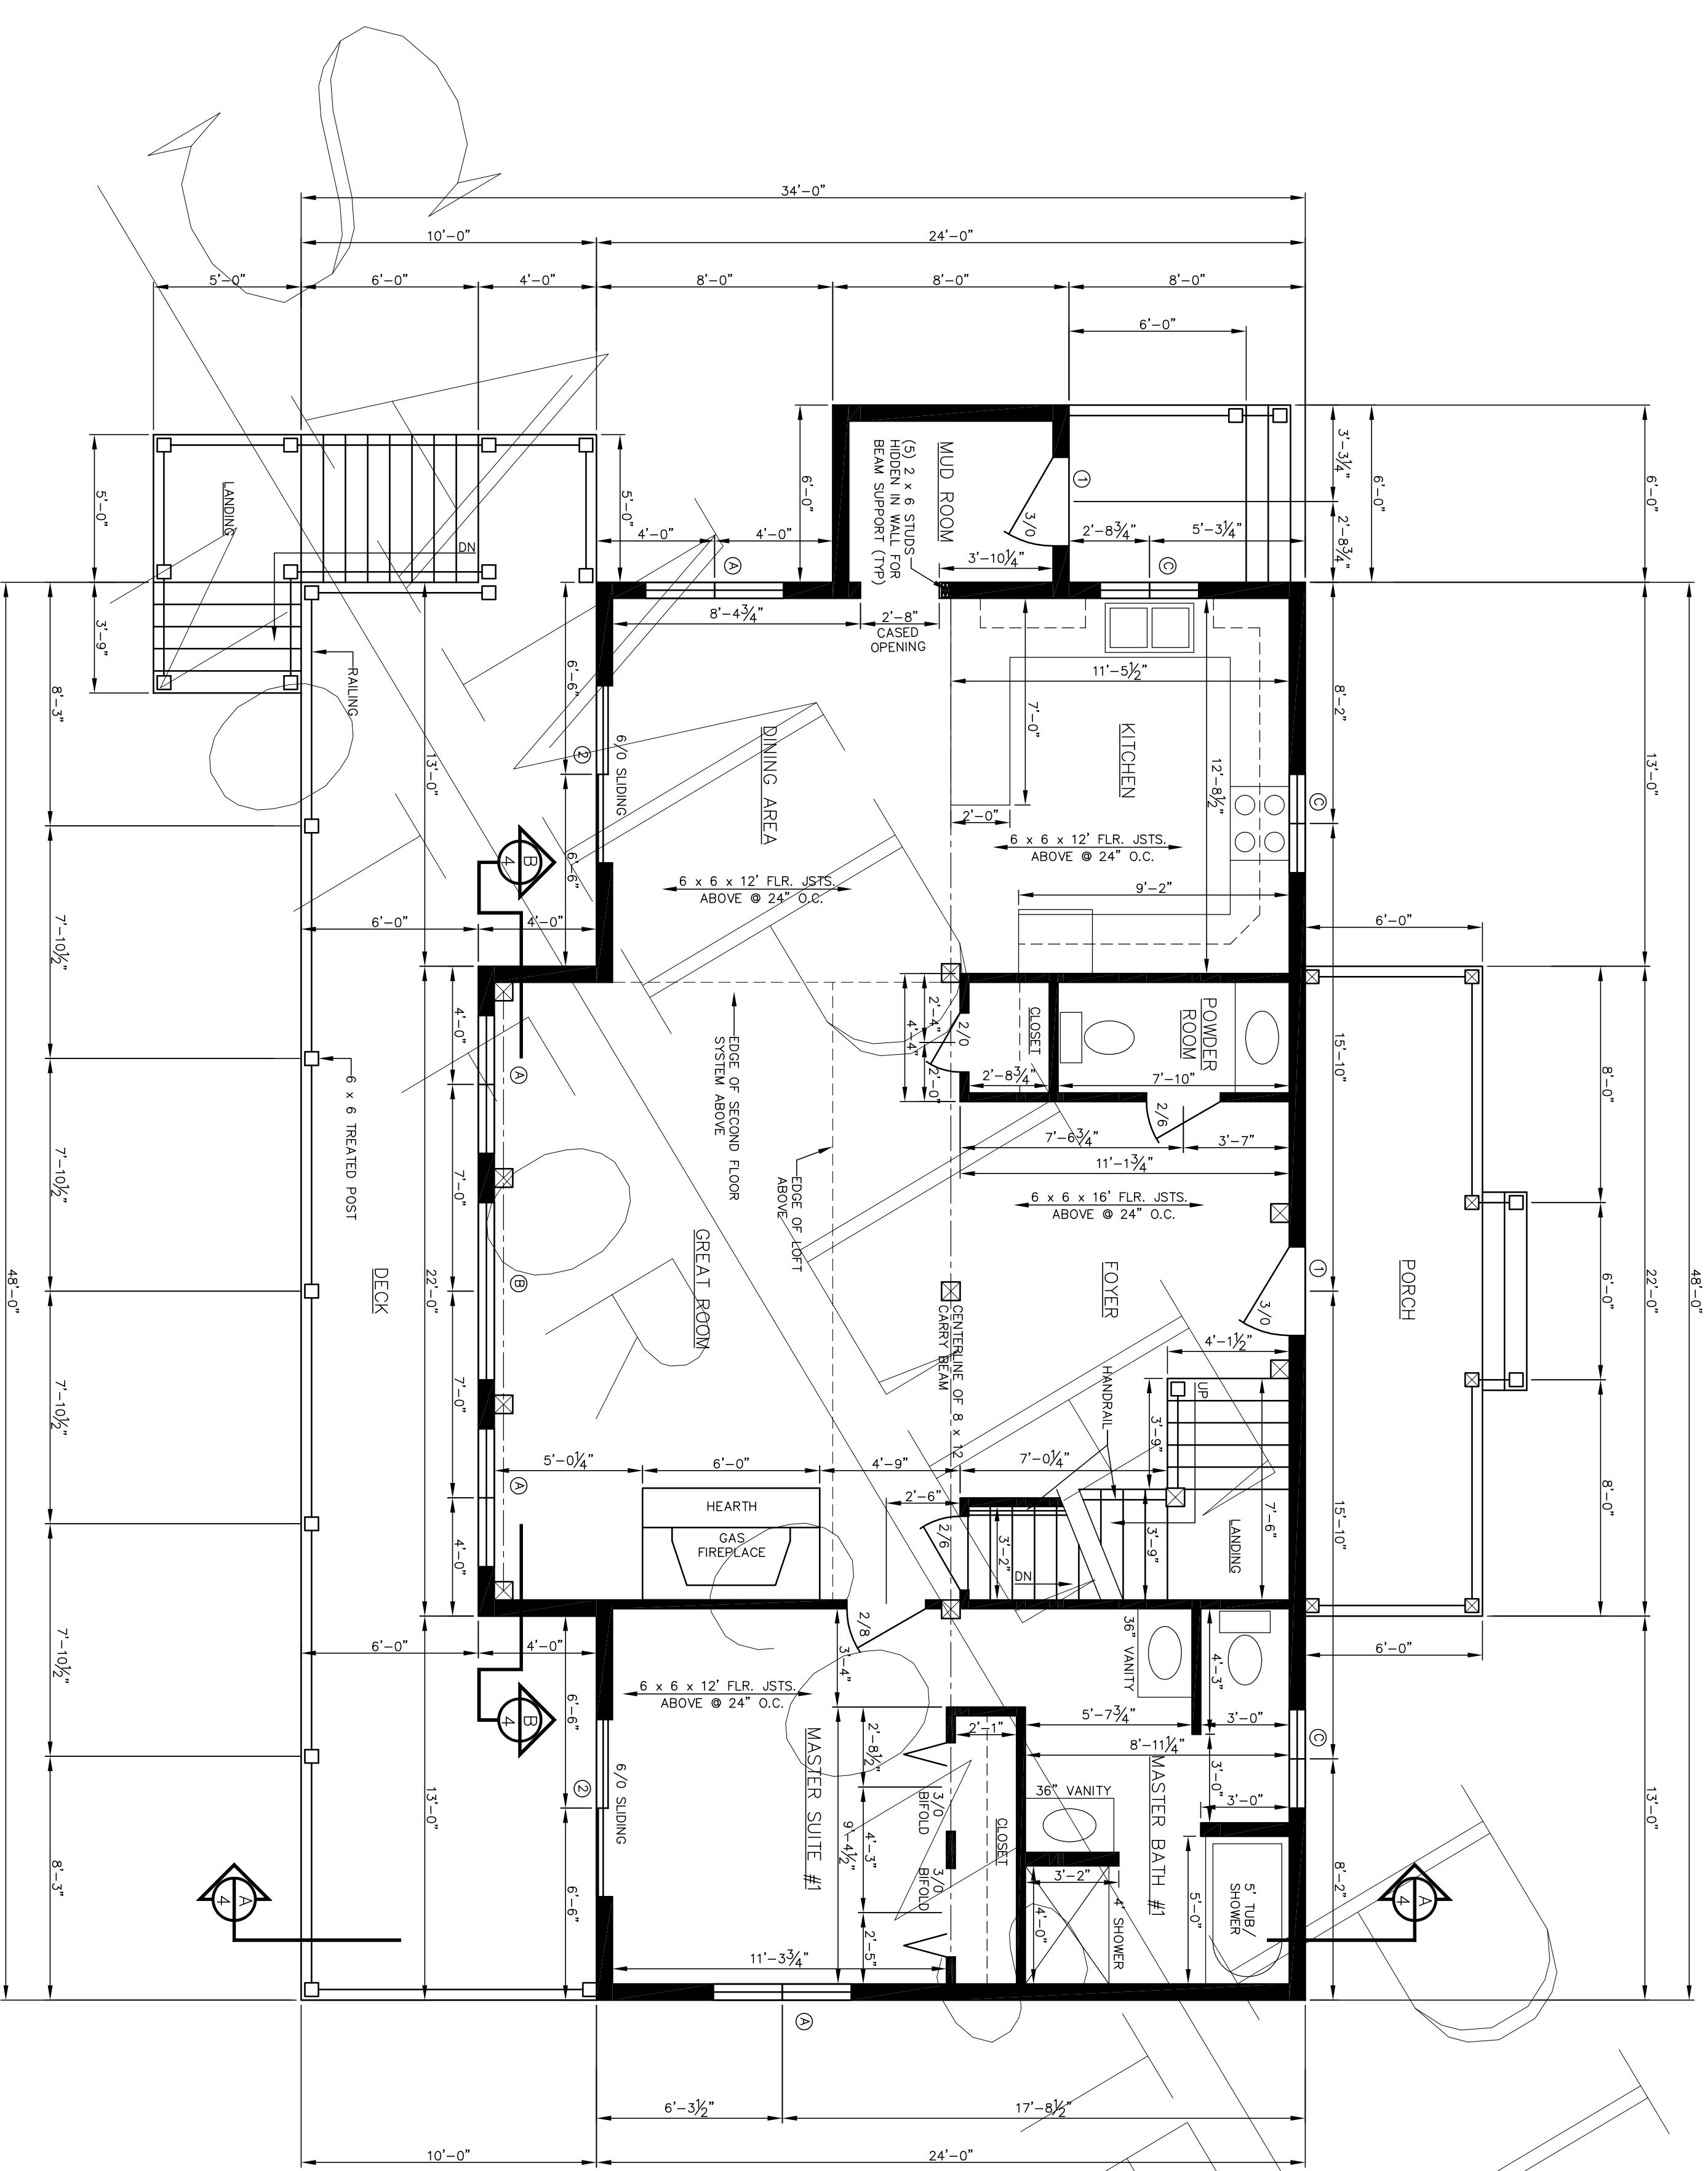 34'-0"
10'-0"
24'-0"
5'-0"
6'-0"
4'-0"
8'-0"
8'-0"
8'-0"
6'-0"
3'-3¼"
2'-8¾"
6'-0"
6'-0"
5'-0"
3'-9"
LANDING
DN
RAILING
5'-0"
6'-0"
4'-0"
4'-0"
A
MUD ROOM
(5) 2 x 6 STUDS
HIDDEN IN WALL FOR
BEAM SUPPORT (TYP)
1
3/0
3'-10¼"
2'-8¾"
5'-3¼"
C
8'-4¾"
2'-8"
CASED
OPENING
11'-5½"
7'-0"
KITCHEN
12'-8½"
2'-0"
6 x 6 x 12' FLR. JSTS.
ABOVE @ 24" O.C.
9'-2"
C
8'-2"
13'-0"
DINING AREA
6 x 6 x 12' FLR. JSTS.
ABOVE @ 24" O.C.
6'-6"
2
6/0 SLIDING
6'-6"
13'-0"
8'-3"
B
4
6'-0"
4'-0"
6'-0"
7'-10½"
4'-0"
A
2'-4"
4'-4"
2'-0"
2/0
CLOSET
2'-8¾"
POWDER
ROOM
7'-10"
2/6
7'-6¾"
3'-7"
11'-1¾"
6 x 6 x 16' FLR. JSTS.
ABOVE @ 24" O.C.
15'-10"
8'-0"
EDGE OF SECOND FLOOR
SYSTEM ABOVE
EDGE OF LOFT
ABOVE
6 x 6 TREATED POST
7'-10½"
7'-0"
GREAT ROOM
FOYER
1
3/0
PORCH
6'-0"
22'-0"
48'-0"
48'-0"
DECK
22'-0"
B
CENTERLINE OF 8 x 12
CARRY BEAM
HANDRAIL
UP
4'-1½"
3'-9"
7'-0¼"
7'-10½"
7'-0"
5'-0¼"
6'-0"
4'-9"
2'-6"
HEARTH
GAS
FIREPLACE
A
4'-0"
2/6
3'-2"
DN
3'-9"
7'-6"
LANDING
15'-10"
8'-0"
7'-10½"
6'-0"
4'-0"
6'-0"
2/8
3'-4"
36" VANITY
4'-3"
3'-0"
5'-7¾"
8'-11¼"
C
6 x 6 x 12' FLR. JSTS.
ABOVE @ 24" O.C.
B
4
6'-6"
2
6/0 SLIDING
6'-6"
13'-0"
MASTER SUITE #1
2'-8½"
9'-4½"
4'-3"
2'-5"
3/0
BIFOLD
3/0
BIFOLD
2'-1"
CLOSET
36" VANITY
MASTER BATH #1
3'-0"
3'-0"
3'-2"
4'-0"
4' SHOWER
5'-0"
5' TUB/
SHOWER
8'-2"
13'-0"
11'-3¾"
7'-10½"
8'-3"
A
4
A
4
A
6'-3½"
17'-8½"
10'-0"
24'-0"